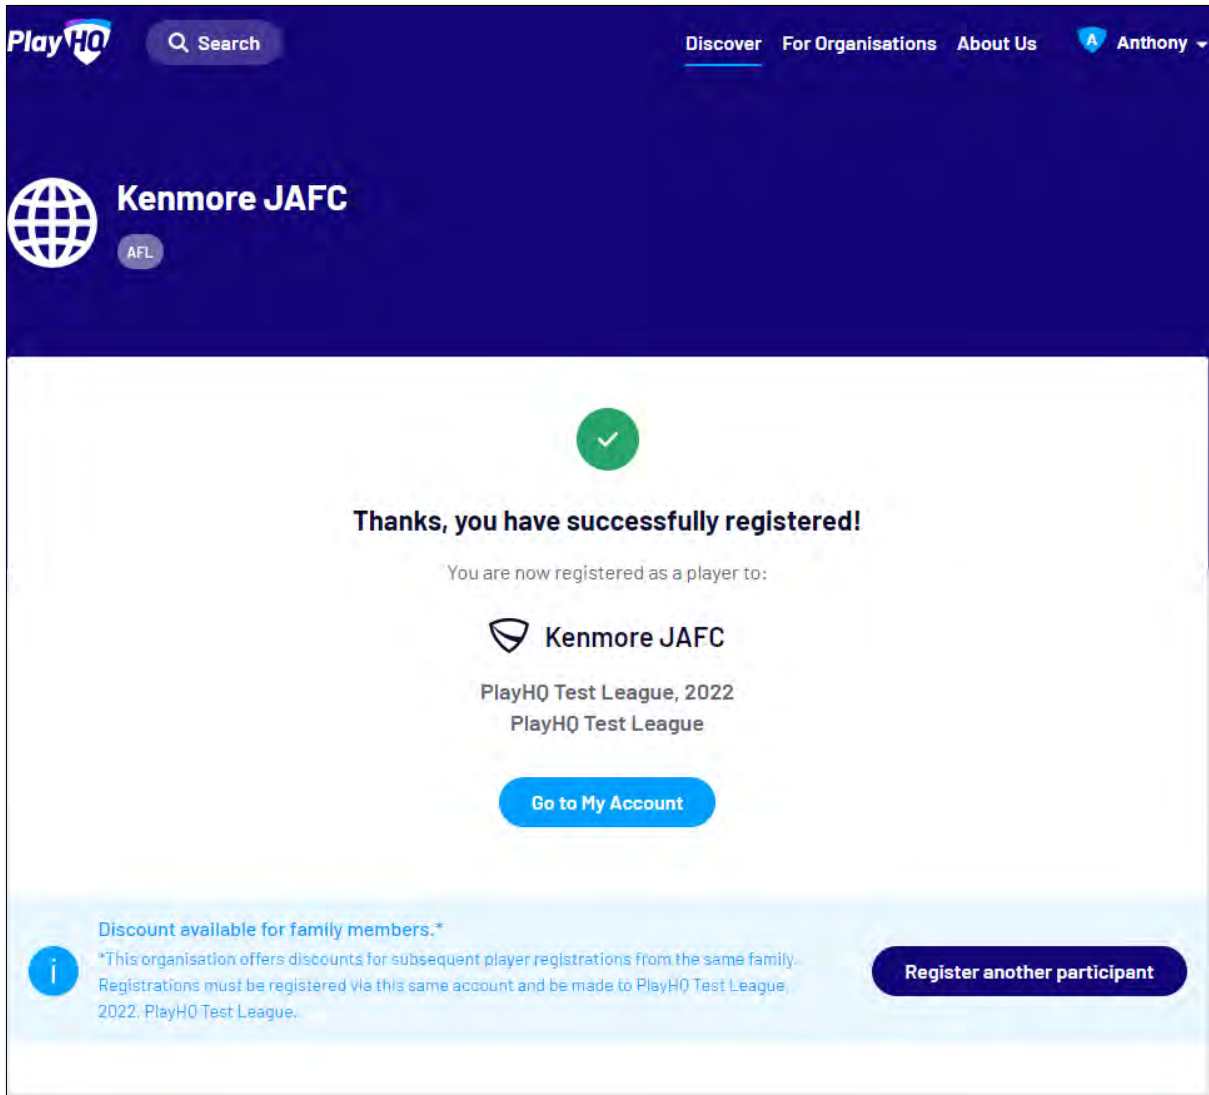 PlayHQ
Search
Discover
For Organisations
About Us
A
Anthony
Kenmore JAFC
AFL
Thanks, you have successfully registered!
You are now registered as a player to:
Kenmore JAFC
PlayHQ Test League, 2022
PlayHQ Test League
Go to My Account
Discount available for family members.*
*This organisation offers discounts for subsequent player registrations from the same family.
Registrations must be registered via this same account and be made to PlayHQ Test League,
2022, PlayHQ Test League.
i
Register another participant